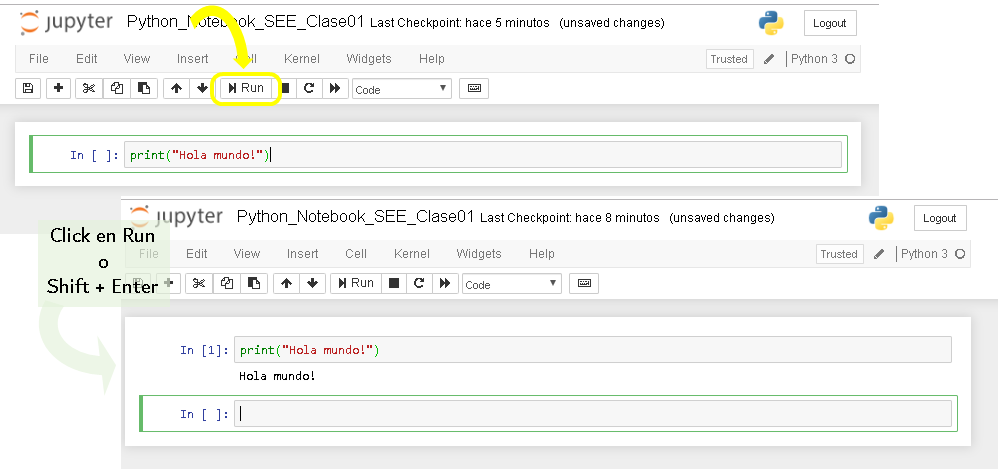 jupyter Python_Notebook_SEE_Clase01 Last Checkpoint: hace 5 minutos (unsaved changes) Logout
File Edit View Insert Cell Kernel Widgets Help Trusted Python 3
Run Code
In [ ]: print("Hola mundo!")
jupyter Python_Notebook_SEE_Clase01 Last Checkpoint: hace 8 minutos (unsaved changes) Logout
File Edit View Insert Cell Kernel Widgets Help Trusted Python 3
Run Code
Click en Run
o
Shift + Enter
In [1]: print("Hola mundo!")
Hola mundo!
In [ ]: